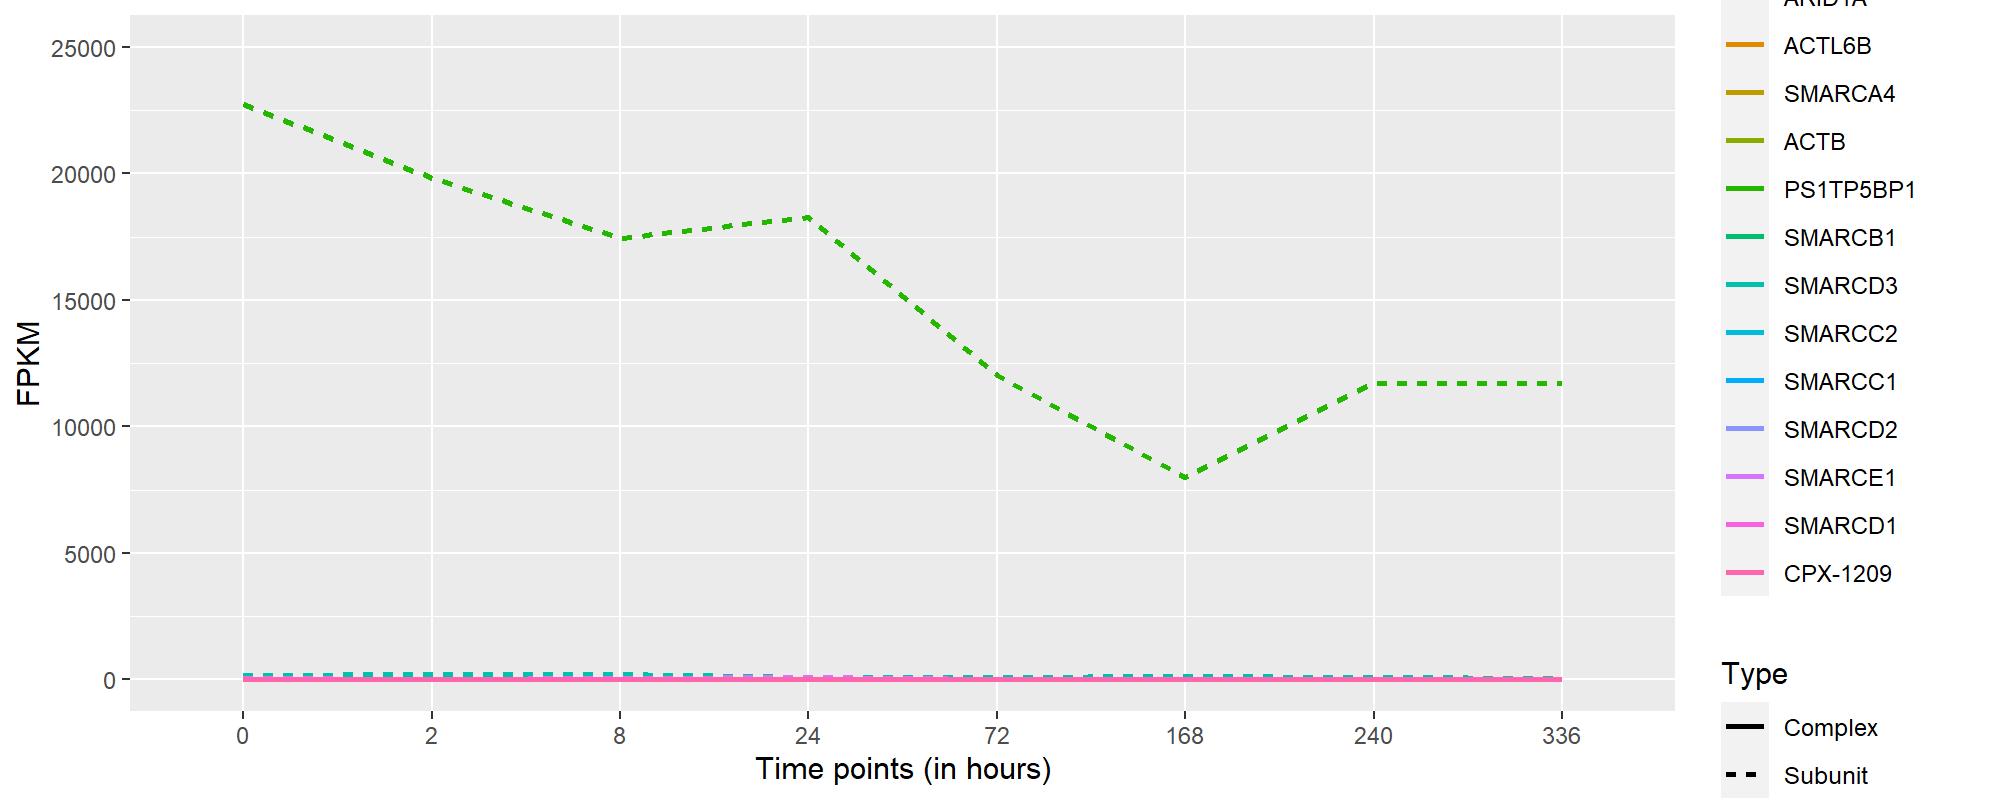 ARID1A
ACTL6B
SMARCA4
ACTB
PS1TP5BP1
SMARCB1
SMARCD3
SMARCC2
SMARCC1
SMARCD2
SMARCE1
SMARCD1
CPX-1209
Type
Complex
Subunit
FPKM
25000
20000
15000
10000
5000
0
0 2 8 24 72 168 240 336
Time points (in hours)